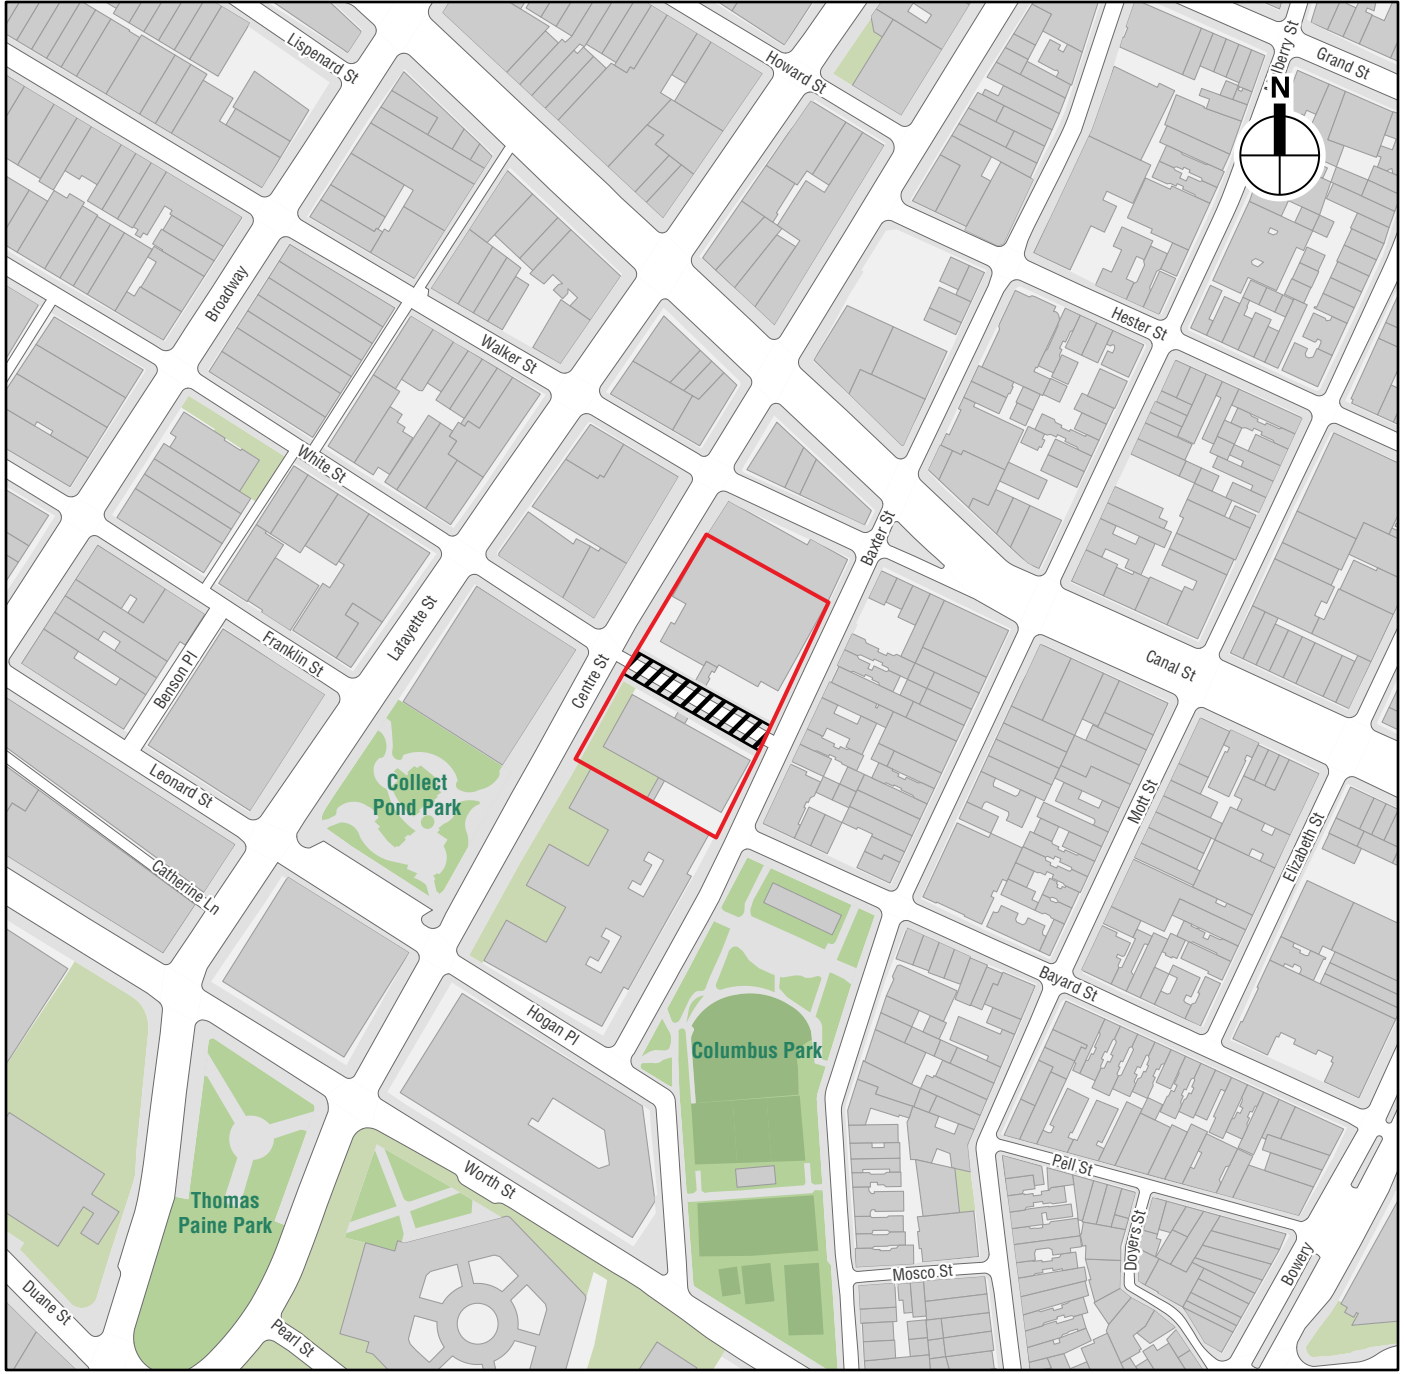 Lispenard St
Howard St
lberry St
Grand St
N
Broadway
Walker St
Hester St
White St
Baxter St
Lafayette St
Franklin St
Benson Pl
Centre St
Canal St
Leonard St
Collect
Pond Park
Mott St
Elizabeth St
Catherine Ln
Bayard St
Hogan Pl
Columbus Park
Worth St
Pell St
Thomas
Paine Park
Doyers St
Mosco St
Bowery
Duane St
Pearl St